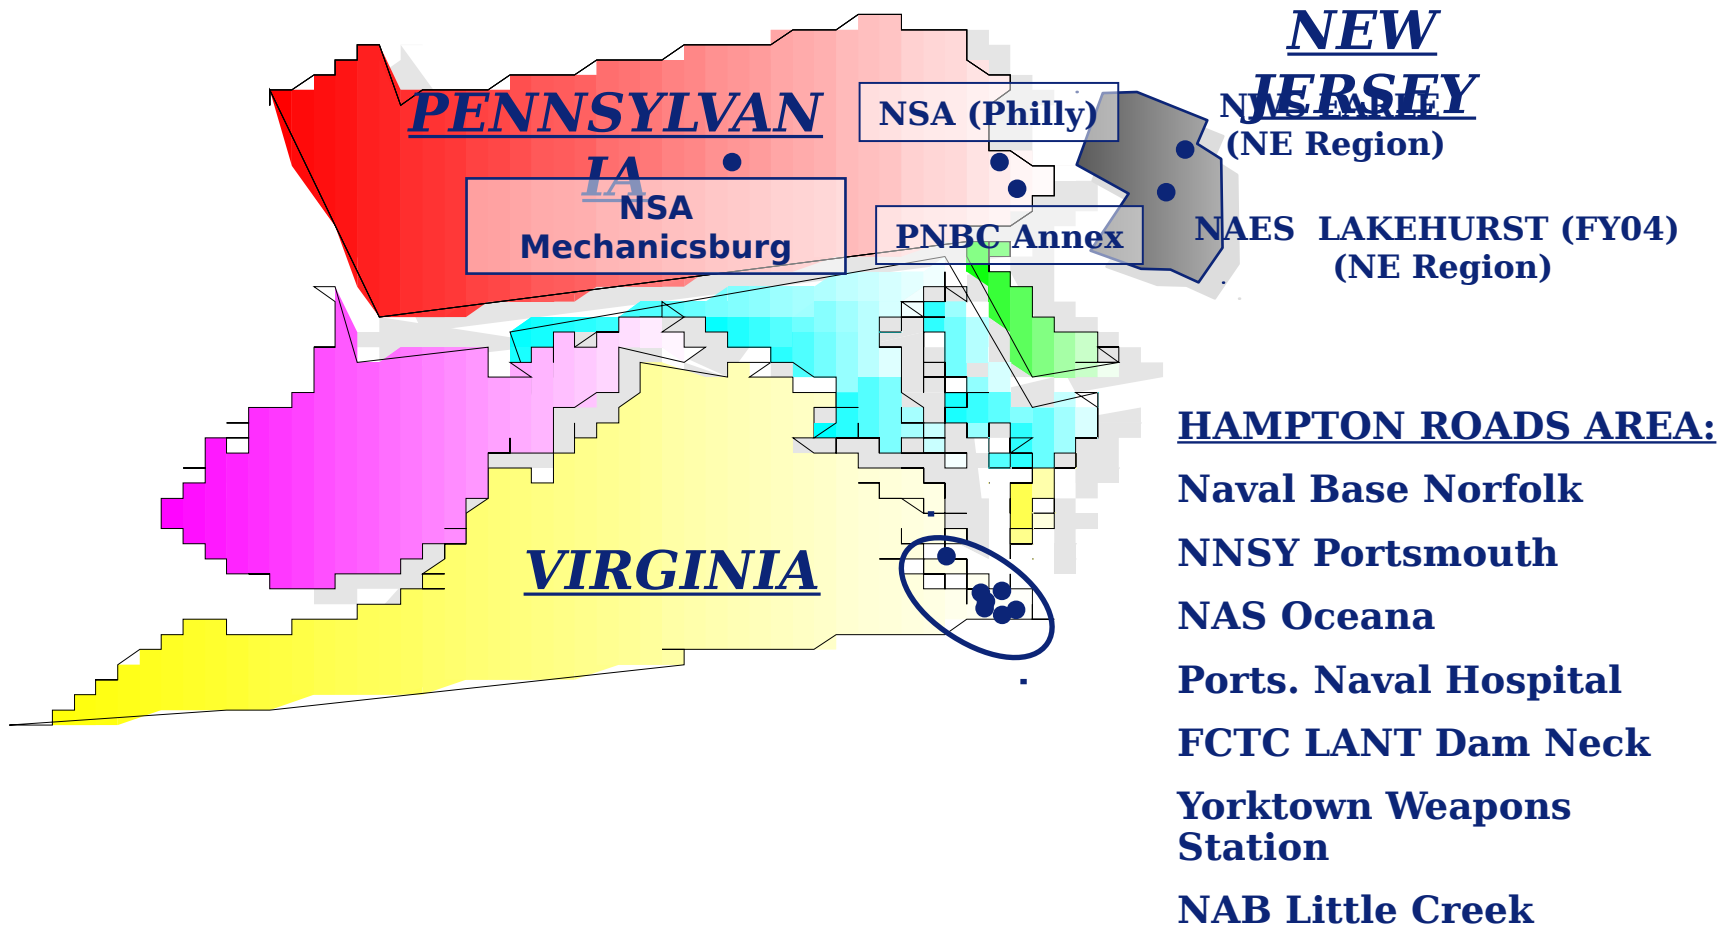 NEW
JERSEY
PENNSYLVAN
IA
NSA (Philly)
NWS EARLE
(NE Region)
NSA
Mechanicsburg
PNBC Annex
NAES LAKEHURST (FY04)
(NE Region)
VIRGINIA
HAMPTON ROADS AREA:
Naval Base Norfolk
NNSY Portsmouth
NAS Oceana
Ports. Naval Hospital
FCTC LANT Dam Neck
Yorktown Weapons
Station
NAB Little Creek